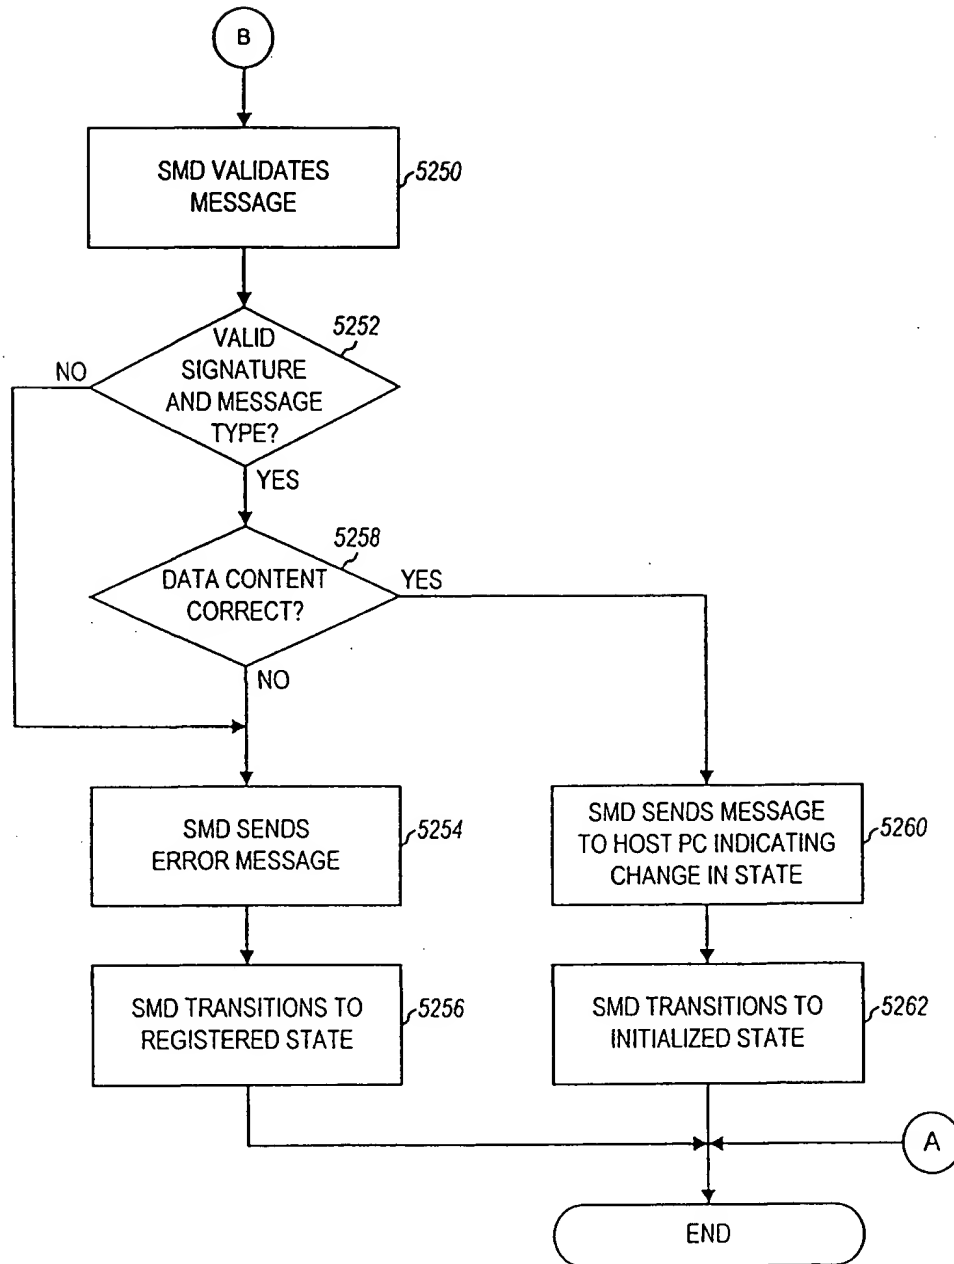 B
SMD VALIDATES
MESSAGE
5250
VALID
SIGNATURE
AND MESSAGE
TYPE?
5252
NO
YES
DATA CONTENT
CORRECT?
5258
YES
NO
SMD SENDS
ERROR MESSAGE
5254
SMD SENDS MESSAGE
TO HOST PC INDICATING
CHANGE IN STATE
5260
SMD TRANSITIONS TO
REGISTERED STATE
5256
SMD TRANSITIONS TO
INITIALIZED STATE
5262
A
END